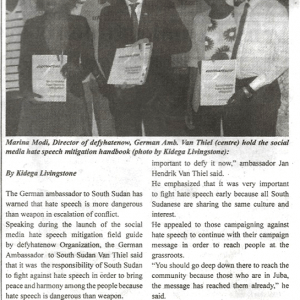 Marina Modi, Director of defyhatenow, German Amb. Van Thiel (centre) hold the social
media hate speech mitigation handbook (photo by Kidega Livingstone):
By Kidega Livingstone
The German ambassador to South Sudan has
warned that hate speech is more dangerous
than weapon in escalation of conflict.
Speaking during the launch of the social
media hate speech mitigation field guide
by defyhatenow Organization, the German
Ambassador to South Sudan Van Thiel said
that it was the responsibility of South Sudan
to fight against hate speech in order to bring
peace and harmony among the people because
hate speech is dangerous than weapon.
important to defy it now,” ambassador Jan
Hendrik Van Thiel said.
He emphasized that it was very important
to fight hate speech early because all South
Sudanese are sharing the same culture and
interest.
He appealed to those campaigning against
hate speech to continue with their campaign
message in order to reach people at the
grassroots.
“You should go deep down there to reach the
community because those who are in Juba,
the message has reached them already,” he
said.